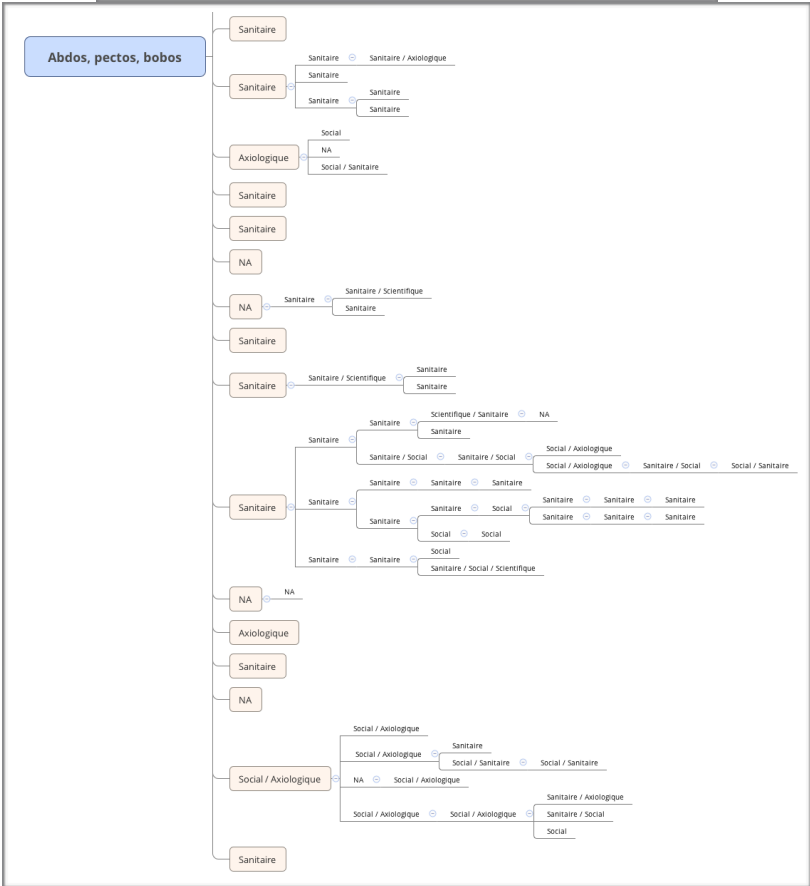 Sanitaire
Abdos, pectos, bobos
Sanitaire Sanitaire / Axiologique
Sanitaire
Sanitaire
Sanitaire Sanitaire
Sanitaire
Social
Axiologique NA
Social / Sanitaire
Sanitaire
Sanitaire
NA
Sanitaire / Scientifique
NA Sanitaire
Sanitaire
Sanitaire
Sanitaire
Sanitaire Sanitaire / Scientifique
Sanitaire
Scientifique / Sanitaire NA
Sanitaire
Sanitaire
Sanitaire
Social / Axiologique
Sanitaire / Social Sanitaire / Social
Social / Axiologique Sanitaire / Social Social / Sanitaire
Sanitaire Sanitaire Sanitaire
Sanitaire Sanitaire Sanitaire
Sanitaire
Sanitaire Sanitaire Social
Sanitaire Sanitaire Sanitaire
Sanitaire
Social Social
Social
Sanitaire Sanitaire
Sanitaire / Social / Scientifique
NA NA
Axiologique
Sanitaire
NA
Social / Axiologique
Sanitaire
Social / Axiologique
Social / Sanitaire Social / Sanitaire
Social / Axiologique NA Social / Axiologique
Sanitaire / Axiologique
Social / Axiologique Social / Axiologique Sanitaire / Social
Social
Sanitaire